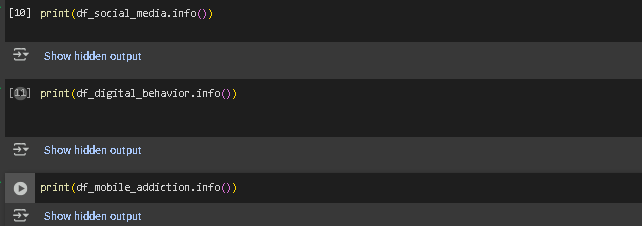 [10] print(df_social_media.info())
Show hidden output
[11] print(df_digital_behavior.info())
Show hidden output
print(df_mobile_addiction.info())
Show hidden output